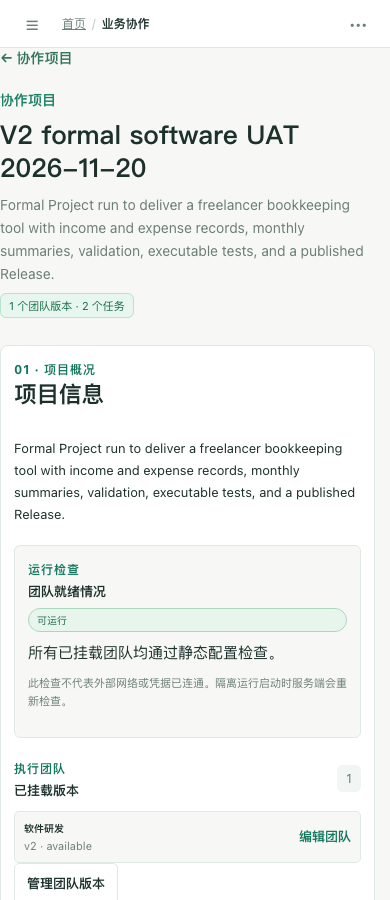 首页 / 业务协作
← 协作项目
协作项目
V2 formal software UAT
2026-11-20
Formal Project run to deliver a freelancer bookkeeping
tool with income and expense records, monthly
summaries, validation, executable tests, and a published
Release.
1 个团队版本 · 2 个任务
01 · 项目概况
项目信息
Formal Project run to deliver a freelancer bookkeeping
tool with income and expense records, monthly
summaries, validation, executable tests, and a published
Release.
运行检查
团队就绪情况
可运行
所有已挂载团队均通过静态配置检查。
此检查不代表外部网络或凭据已连通。隔离运行启动时服务端会重
新检查。
执行团队
已挂载版本
1
软件研发
v2 · available
编辑团队
管理团队版本